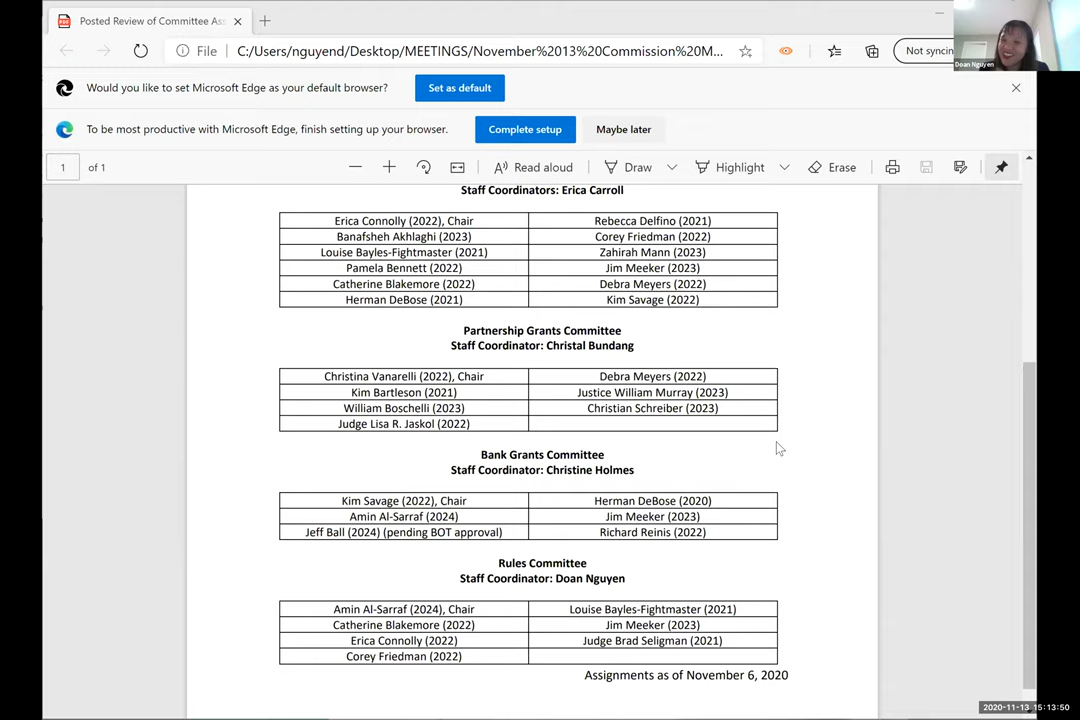 Posted Review of Committee Ass
File C:/Users/nguyend/Desktop/MEETINGS/November%2013%20Commission%20M... Not syncin
Doan Nguyen
Would you like to set Microsoft Edge as your default browser? Set as default
To be most productive with Microsoft Edge, finish setting up your browser. Complete setup Maybe later
1 of 1 Read aloud Draw Highlight Erase
Staff Coordinators: Erica Carroll
Erica Connolly (2022), Chair Rebecca Delfino (2021)
Banafsheh Akhlaghi (2023) Corey Friedman (2022)
Louise Bayles-Fightmaster (2021) Zahirah Mann (2023)
Pamela Bennett (2022) Jim Meeker (2023)
Catherine Blakemore (2022) Debra Meyers (2022)
Herman DeBose (2021) Kim Savage (2022)
Partnership Grants Committee
Staff Coordinator: Christal Bundang
Christina Vanarelli (2022), Chair Debra Meyers (2022)
Kim Bartleson (2021) Justice William Murray (2023)
William Boschelli (2023) Christian Schreiber (2023)
Judge Lisa R. Jaskol (2022)
Bank Grants Committee
Staff Coordinator: Christine Holmes
Kim Savage (2022), Chair Herman DeBose (2020)
Amin Al-Sarraf (2024) Jim Meeker (2023)
Jeff Ball (2024) (pending BOT approval) Richard Reinis (2022)
Rules Committee
Staff Coordinator: Doan Nguyen
Amin Al-Sarraf (2024), Chair Louise Bayles-Fightmaster (2021)
Catherine Blakemore (2022) Jim Meeker (2023)
Erica Connolly (2022) Judge Brad Seligman (2021)
Corey Friedman (2022)
Assignments as of November 6, 2020
2020-11-13 15:13:50